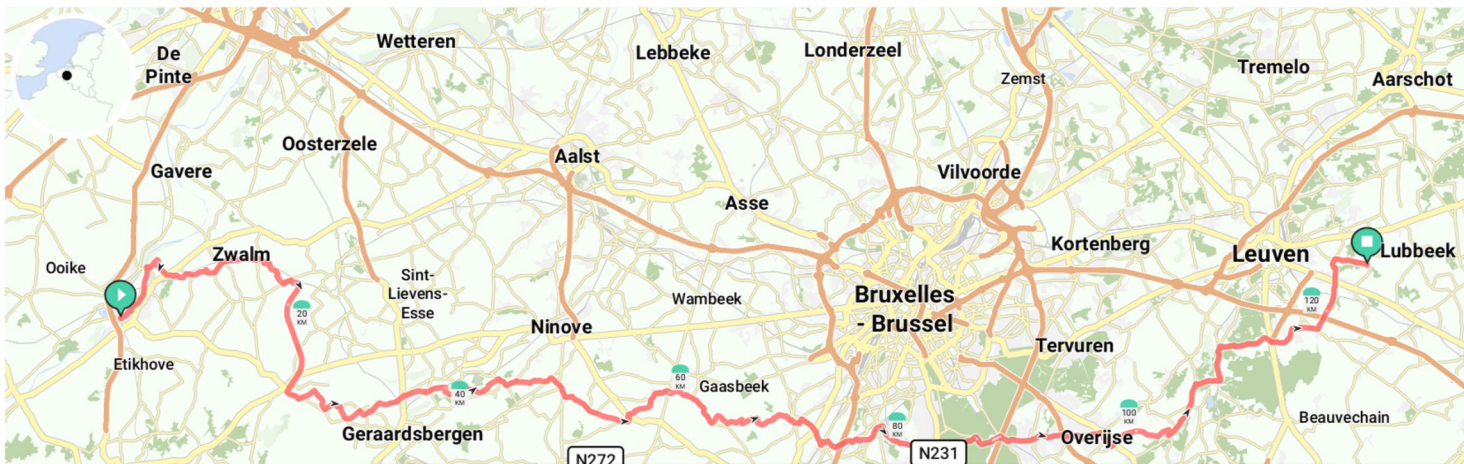 De
Pinte
Wetteren
Lebbeke
Londerzeel
Zemst
Tremelo
Aarschot
Oosterzele
Aalst
Gavere
Vilvoorde
Asse
Ooike
Zwalm
Kortenberg
Leuven
Lubbeek
Sint-
Lievens-
Esse
Wambeek
Bruxelles
- Brussel
20
KM
120
KM
Ninove
Tervuren
Etikhove
60
KM
Gaasbeek
40
KM
100
KM
Beauvechain
Geraardsbergen
80
KM
Overijse
N272
N231